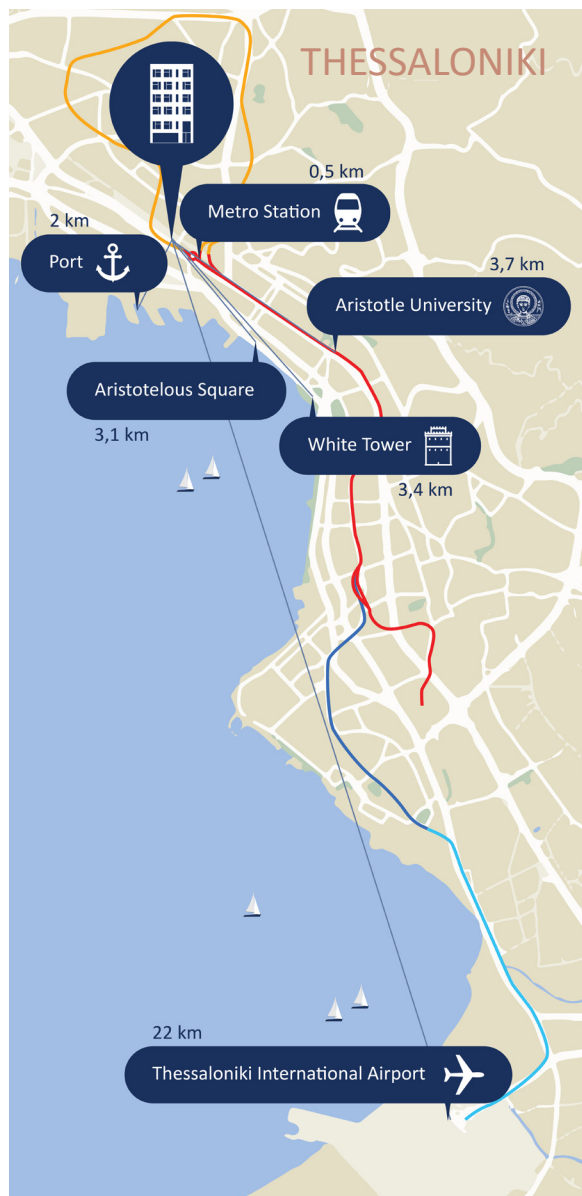 THESSALONIKI
0,5 km
Metro Station
2 km
Port
3,7 km
Aristotle University
Aristotelous Square
3,1 km
White Tower
3,4 km
22 km
Thessaloniki International Airport